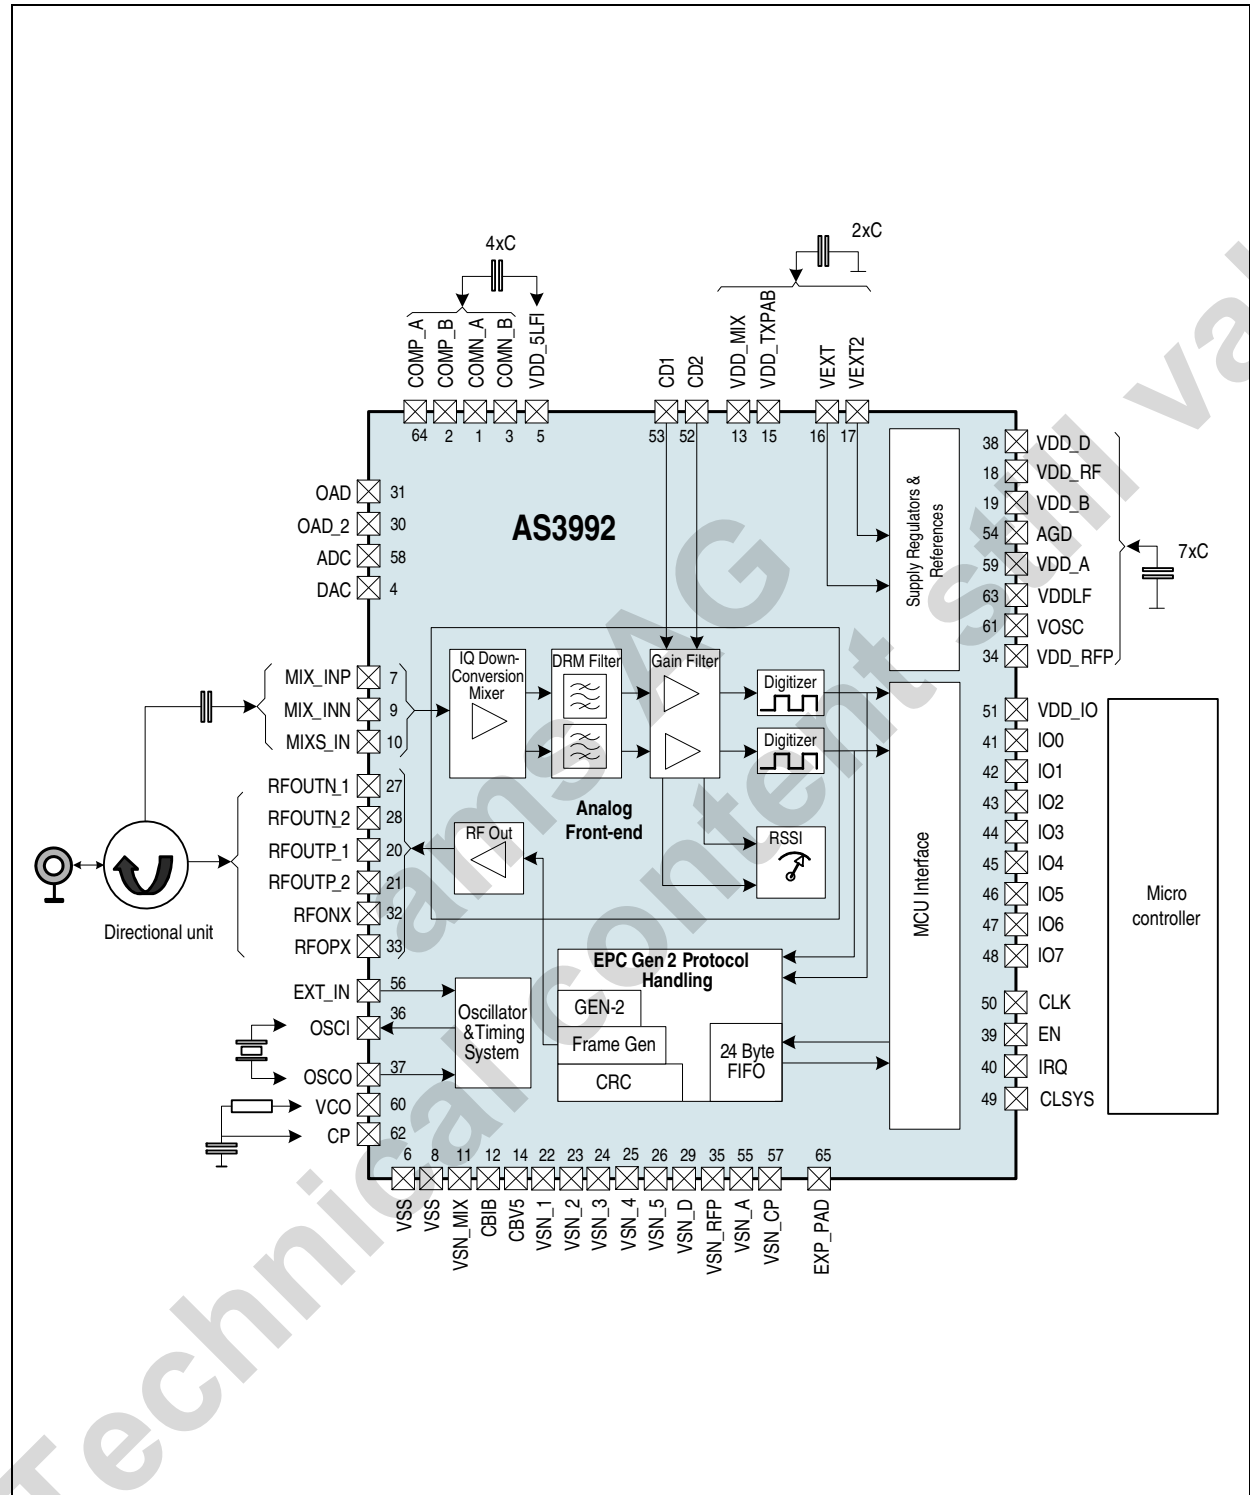 4xC
2xC
COMP_A
COMP_B
COMN_A
COMN_B
VDD_5LFI
CD1
CD2
VDD_MIX
VDD_TXPAB
VEXT
VEXT2
64
2
1
3
5
53
52
13
15
16
17
AS3992
OAD 31
OAD_2 30
ADC 58
DAC 4
MIX_INP 7
MIX_INN 9
MIXS_IN 10
RFOUTN_1 27
RFOUTN_2 28
RFOUTP_1 20
RFOUTP_2 21
RFONX 32
RFOPX 33
EXT_IN 56
OSCI 36
OSCO 37
VCO 60
CP 62
Directional unit
IQ Down-
Conversion
Mixer
DRM Filter
Gain Filter
Digitizer
Digitizer
Analog
Front-end
RF Out
RSSI
EPC Gen 2 Protocol
Handling
GEN-2
Frame Gen
CRC
24 Byte
FIFO
Oscillator
&Timing
System
Supply Regulators &
References
MCU Interface
38 VDD_D
18 VDD_RF
19 VDD_B
54 AGD
59 VDD_A
63 VDDLF
61 VOSC
34 VDD_RFP
7xC
51 VDD_IO
41 IO0
42 IO1
43 IO2
44 IO3
45 IO4
46 IO5
47 IO6
48 IO7
50 CLK
39 EN
40 IRQ
49 CLSYS
Micro
controller
6
8
11
12
14
22
23
24
25
26
29
35
55
57
65
VSS
VSS
VSN_MIX
CBIB
CBV5
VSN_1
VSN_2
VSN_3
VSN_4
VSN_5
VSN_D
VSN_RFP
VSN_A
VSN_CP
EXP_PAD
ams AG
Technical content still val